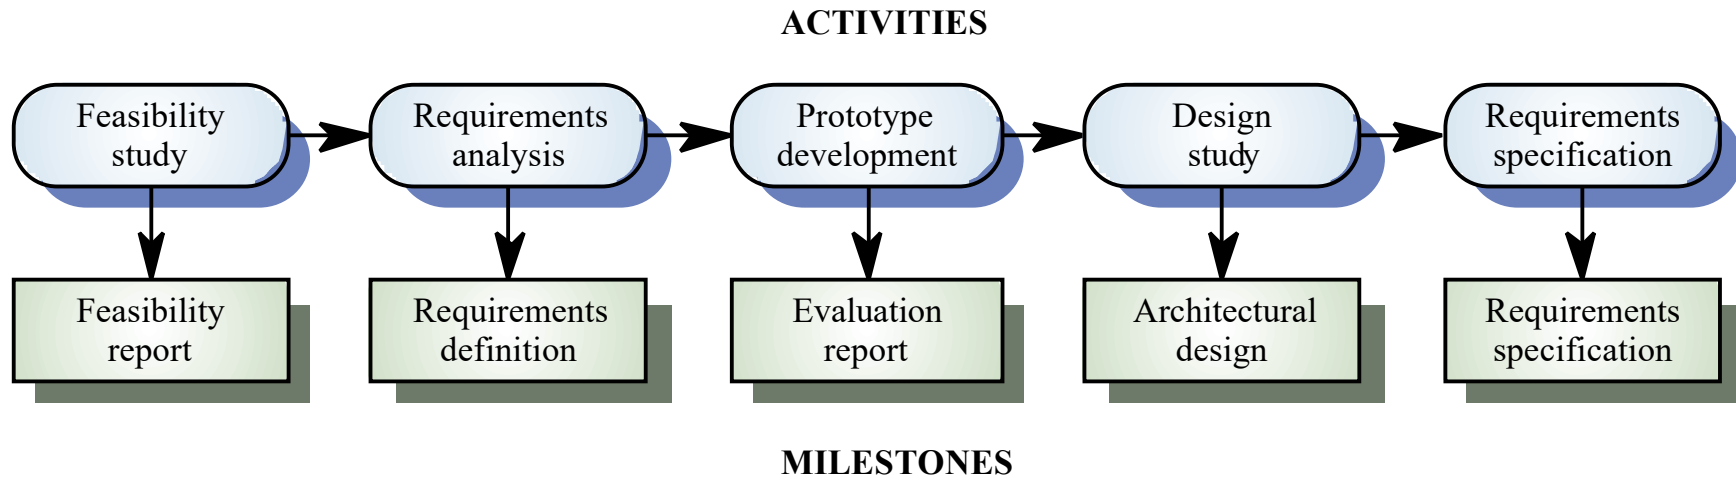 ACTIVITIES
Feasibility
study
Requirements
analysis
Prototype
development
Design
study
Requirements
specification
Feasibility
report
Requirements
definition
Evaluation
report
Architectural
design
Requirements
specification
MILESTONES